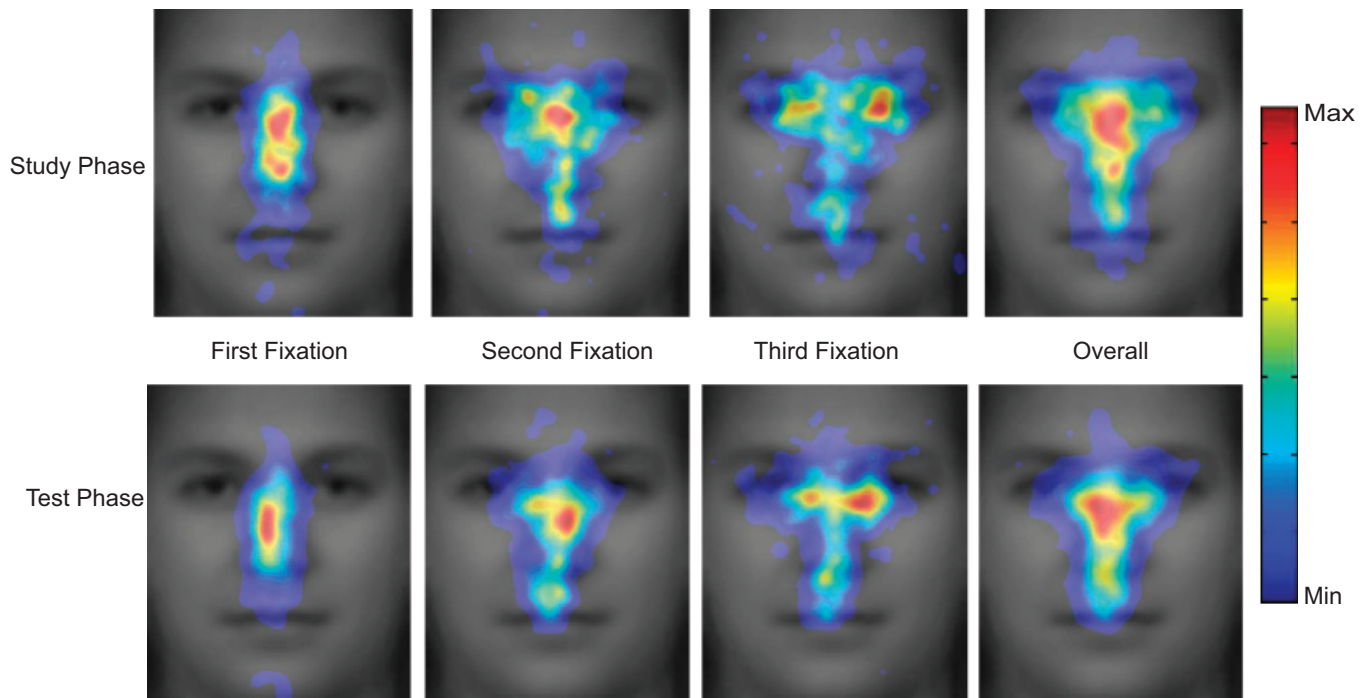 Max
Study Phase
First Fixation
Second Fixation
Third Fixation
Overall
Test Phase
Min